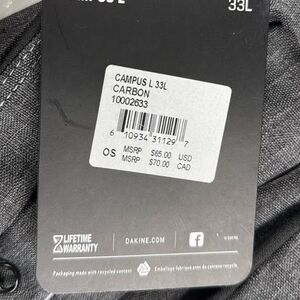 33L
CAMPUS L 33L
CARBON
10002633
6 10934 31129 7
OS MSRP $65.00 USD
MSRP $70.00 CAD
LIFETIME
WARRANTY
DAKINE.COM
f
Packaging made with recycled content
Emballage fabriqué avec du contenu recyclé